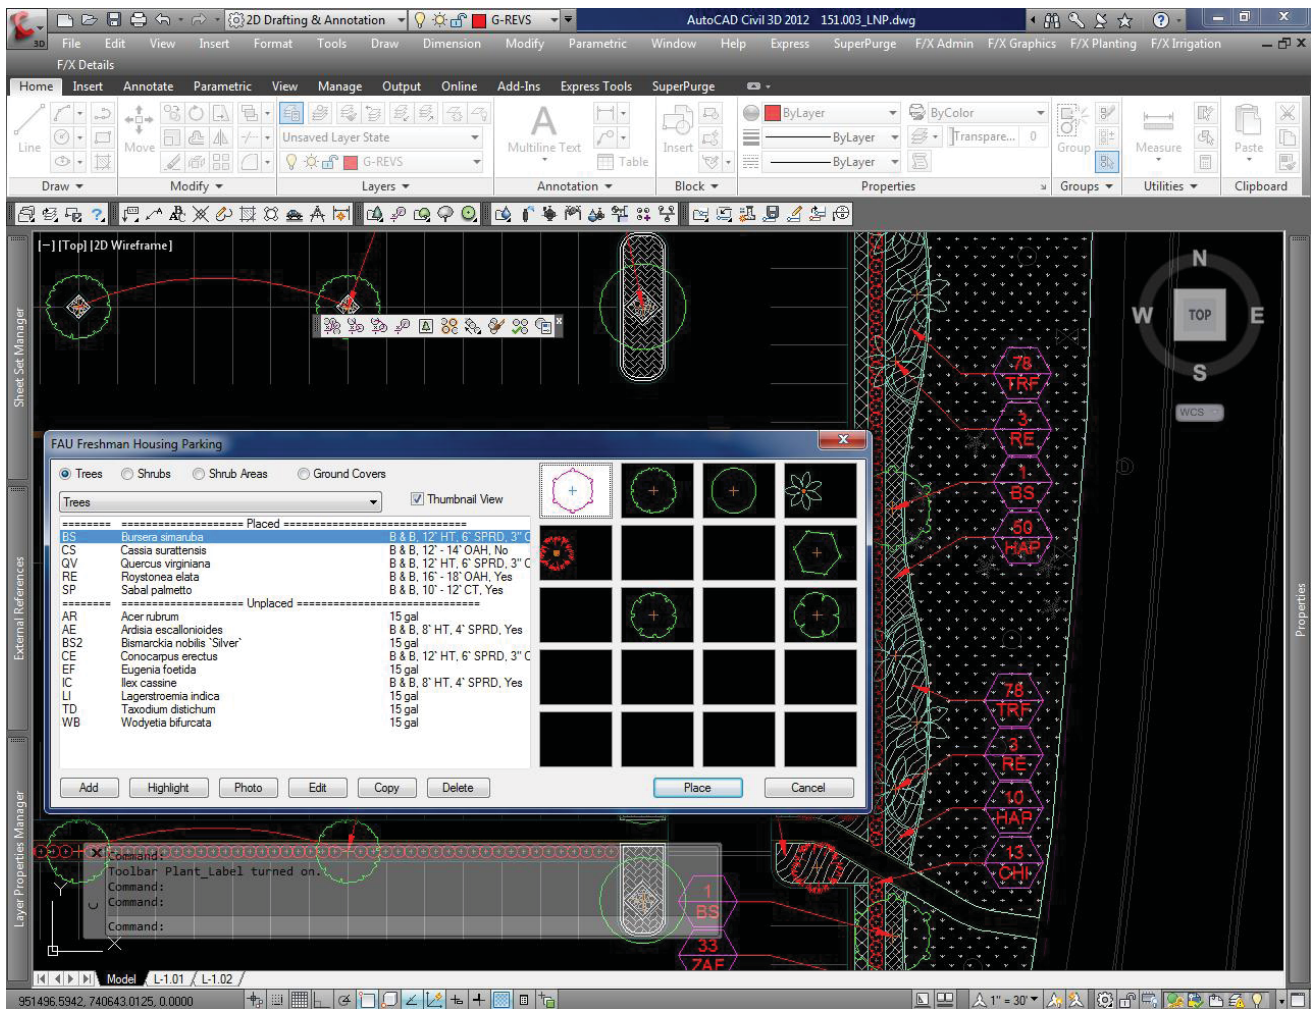 2D Drafting & Annotation
G-REVS
AutoCAD Civil 3D 2012 151.003_LNP.dwg
3D
File Edit View Insert Format Tools Draw Dimension Modify Parametric Window Help Express SuperPurge F/X Admin F/X Graphics F/X Planting F/X Irrigation
F/X Details
Home Insert Annotate Parametric View Manage Output Online Add-Ins Express Tools SuperPurge
ByLayer ByColor
Unsaved Layer State ByLayer Transpare... 0
Line Move Multiline Text Insert Group Measure Paste
G-REVS Table ByLayer
Draw Modify Layers Annotation Block Properties Groups Utilities Clipboard
[−] [Top] [2D Wireframe]
N
W TOP E
S
WCS
Sheet Set Manager
External References
Layer Properties Manager
Properties
78
TRF
3
RE
1
BS
50
HAP
78
TRF
3
RE
10
HAP
13
CHI
FAU Freshman Housing Parking
Trees Shrubs Shrub Areas Ground Covers
Trees Thumbnail View
======== ==================== Placed ==============================
BS Bursera simaruba B & B, 12` HT, 6` SPRD, 3" C
CS Cassia surattensis B & B, 12` - 14` OAH, No
QV Quercus virginiana B & B, 12` HT, 6` SPRD, 3" C
RE Roystonea elata B & B, 16` - 18` OAH, Yes
SP Sabal palmetto B & B, 10` - 12` CT, Yes
======== ==================== Unplaced ==============================
AR Acer rubrum 15 gal
AE Ardisia escallonioides B & B, 8` HT, 4` SPRD, Yes
BS2 Bismarckia nobilis `Silver` 15 gal
CE Conocarpus erectus B & B, 12` HT, 6` SPRD, 3" C
EF Eugenia foetida 15 gal
IC Ilex cassine B & B, 8` HT, 4` SPRD, Yes
LI Lagerstroemia indica 15 gal
TD Taxodium distichum 15 gal
WB Wodyetia bifurcata 15 gal
Add Highlight Photo Edit Copy Delete Place Cancel
Command:
Toolbar Plant_Label turned on.
Command:
Command:
Command:
Y
X
1
BS
33
ZAF
Model L-1.01 L-1.02
951496.5942, 740643.0125, 0.0000
1" = 30'